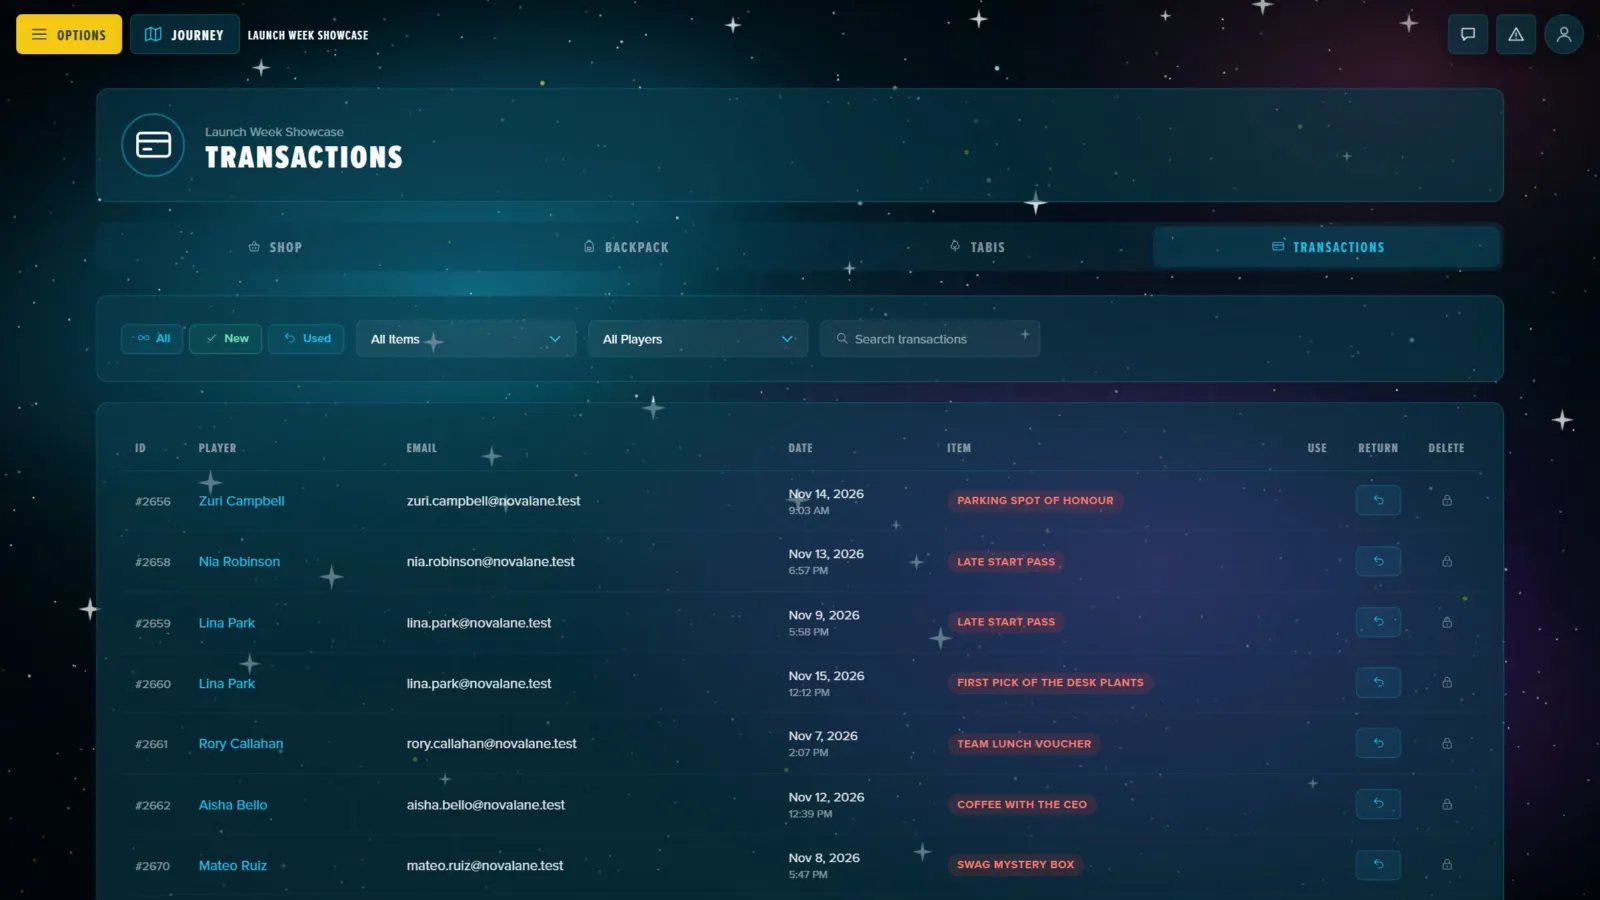 OPTIONS
JOURNEY
LAUNCH WEEK SHOWCASE
Launch Week Showcase
TRANSACTIONS
SHOP
BACKPACK
TABIS
TRANSACTIONS
All
New
Used
All Items
All Players
Search transactions
ID PLAYER EMAIL DATE ITEM USE RETURN DELETE
#2656 Zuri Campbell zuri.campbell@novalane.test Nov 14, 2026 PARKING SPOT OF HONOUR
9:03 AM
#2658 Nia Robinson nia.robinson@novalane.test Nov 13, 2026 LATE START PASS
6:57 PM
#2659 Lina Park lina.park@novalane.test Nov 9, 2026 LATE START PASS
5:58 PM
#2660 Lina Park lina.park@novalane.test Nov 15, 2026 FIRST PICK OF THE DESK PLANTS
12:12 PM
#2661 Rory Callahan rory.callahan@novalane.test Nov 7, 2026 TEAM LUNCH VOUCHER
2:07 PM
#2662 Aisha Bello aisha.bello@novalane.test Nov 12, 2026 COFFEE WITH THE CEO
12:39 PM
#2670 Mateo Ruiz mateo.ruiz@novalane.test Nov 8, 2026 SWAG MYSTERY BOX
5:47 PM